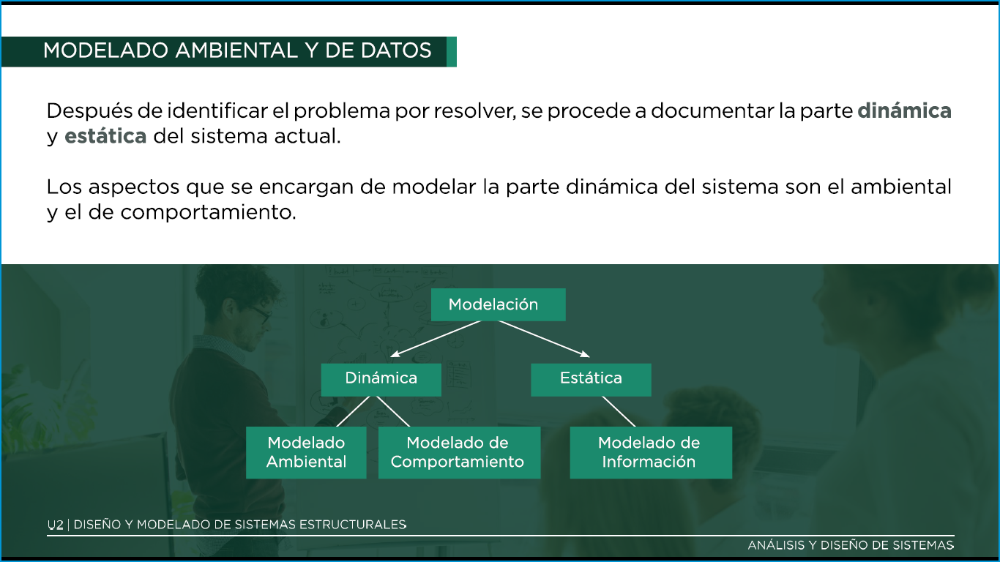 MODELADO AMBIENTAL Y DE DATOS
Después de identificar el problema por resolver, se procede a documentar la parte dinámica
y estática del sistema actual.
Los aspectos que se encargan de modelar la parte dinámica del sistema son el ambiental
y el de comportamiento.
Modelación
Dinámica
Estática
Modelado
Ambiental
Modelado de
Comportamiento
Modelado de
Información
U2 | DISEÑO Y MODELADO DE SISTEMAS ESTRUCTURALES
ANÁLISIS Y DISEÑO DE SISTEMAS